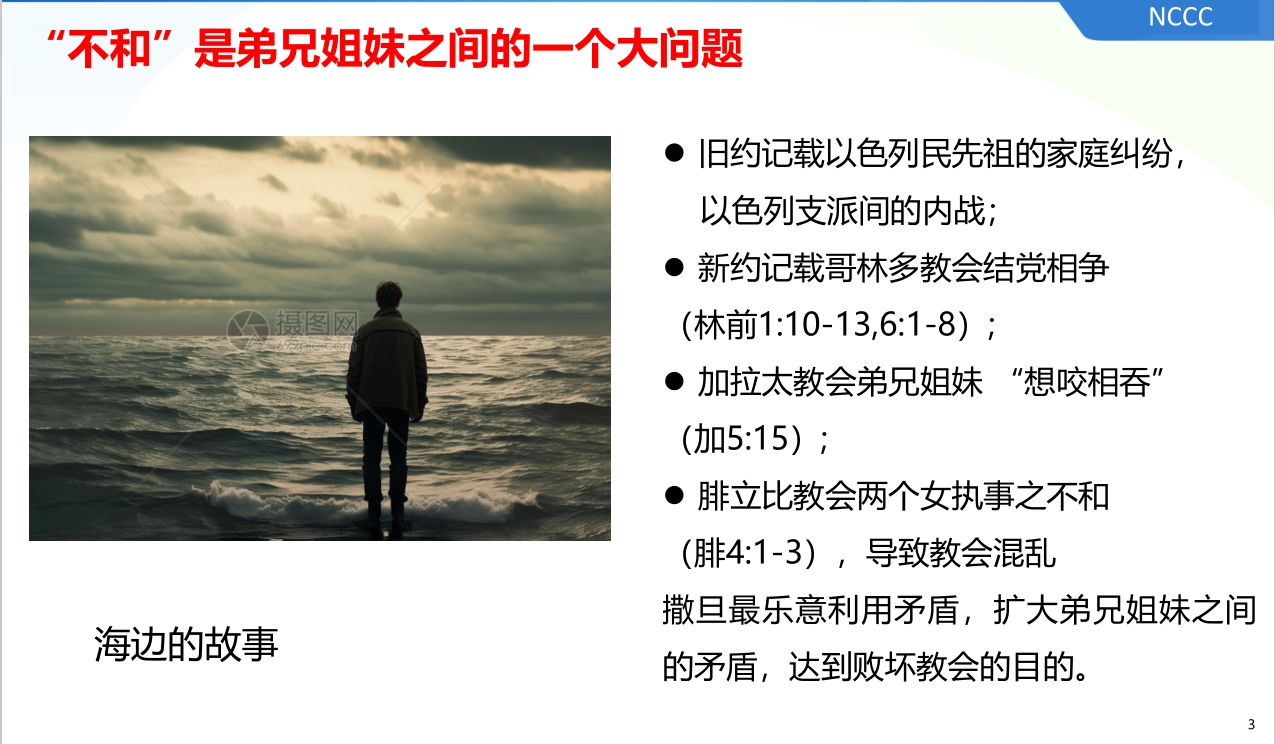 NCCC
“不和”是弟兄姐妹之间的一个大问题
● 旧约记载以色列民先祖的家庭纠纷，
以色列支派间的内战；
● 新约记载哥林多教会结党相争
（林前1:10-13,6:1-8）；
● 加拉太教会弟兄姐妹 “想咬相吞”
（加5:15）；
● 腓立比教会两个女执事之不和
（腓4:1-3），导致教会混乱
撒旦最乐意利用矛盾，扩大弟兄姐妹之间
的矛盾，达到败坏教会的目的。
摄图网
699pic.com
海边的故事
3